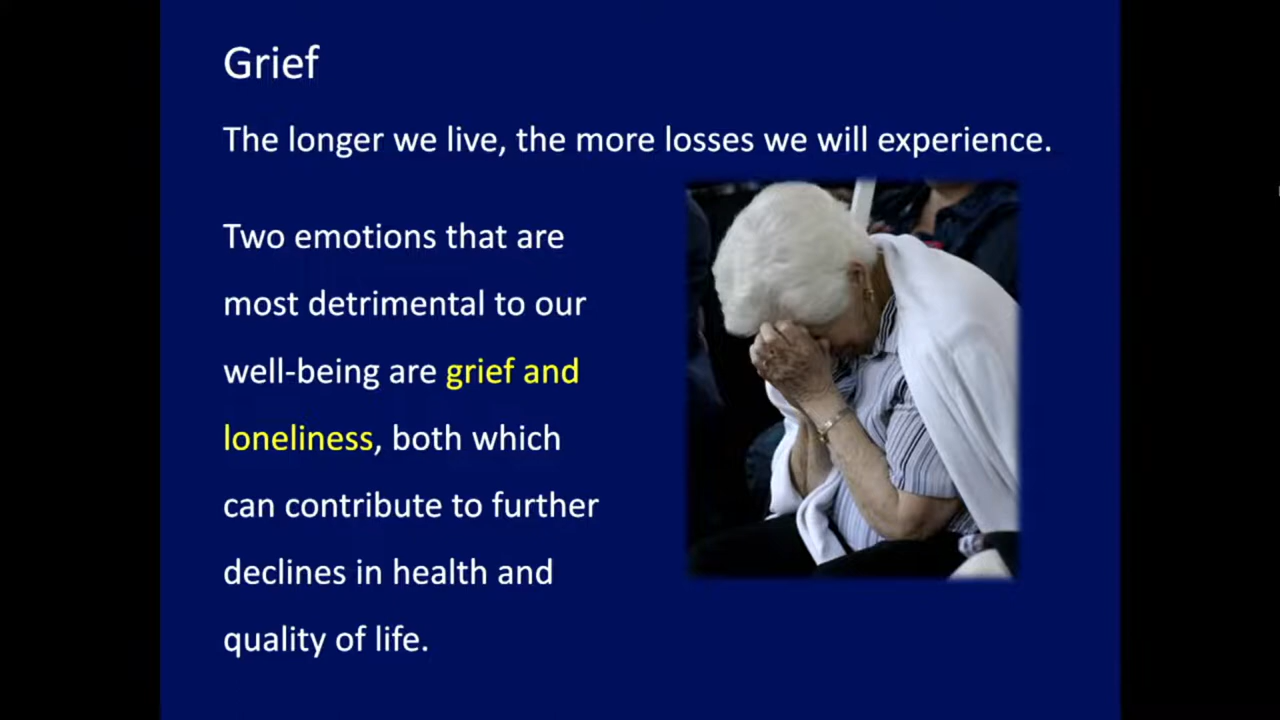 Grief
The longer we live, the more losses we will experience.
Two emotions that are
most detrimental to our
well-being are grief and
loneliness, both which
can contribute to further
declines in health and
quality of life.